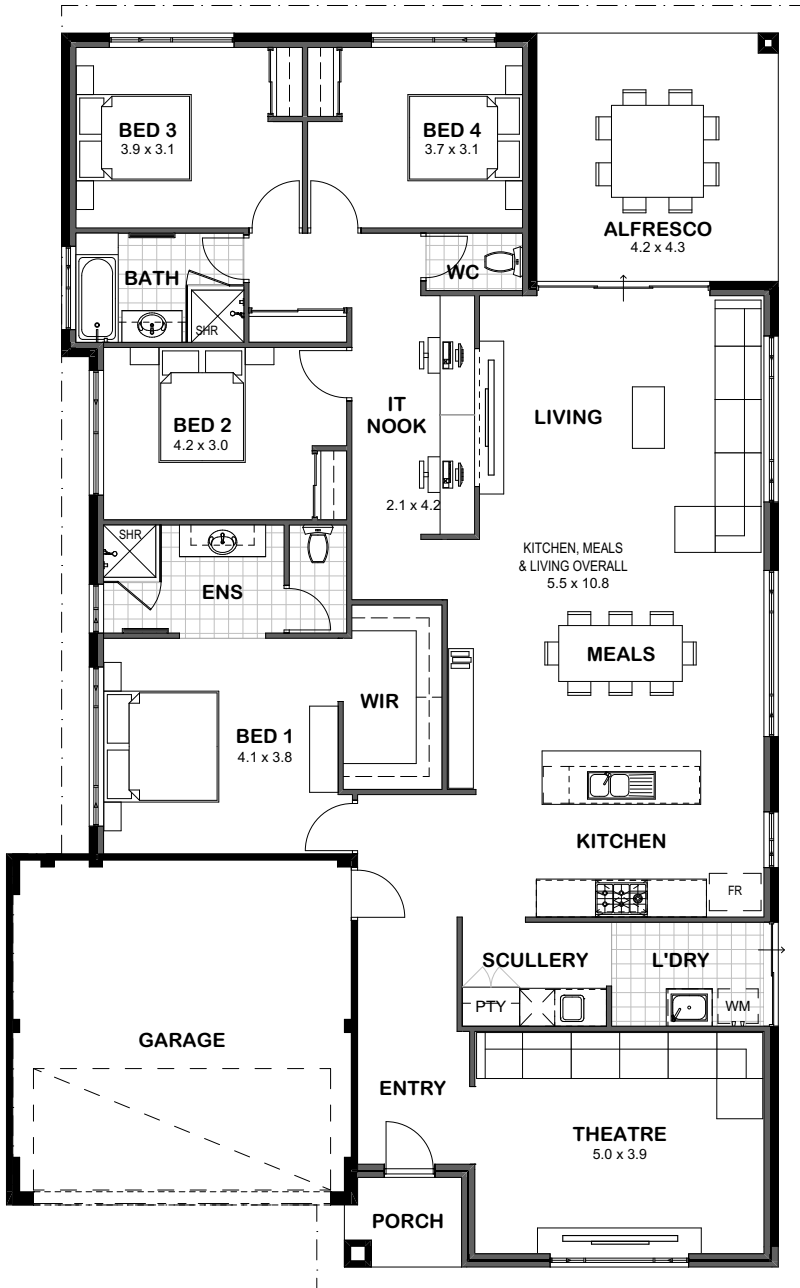 BED 3
3.9 x 3.1
BED 4
3.7 x 3.1
ALFRESCO
4.2 x 4.3
BATH
WC
SHR
IT
NOOK
2.1 x 4.2
LIVING
BED 2
4.2 x 3.0
SHR
ENS
KITCHEN, MEALS
& LIVING OVERALL
5.5 x 10.8
MEALS
WIR
BED 1
4.1 x 3.8
KITCHEN
FR
SCULLERY
L'DRY
PTY
WM
GARAGE
ENTRY
THEATRE
5.0 x 3.9
PORCH